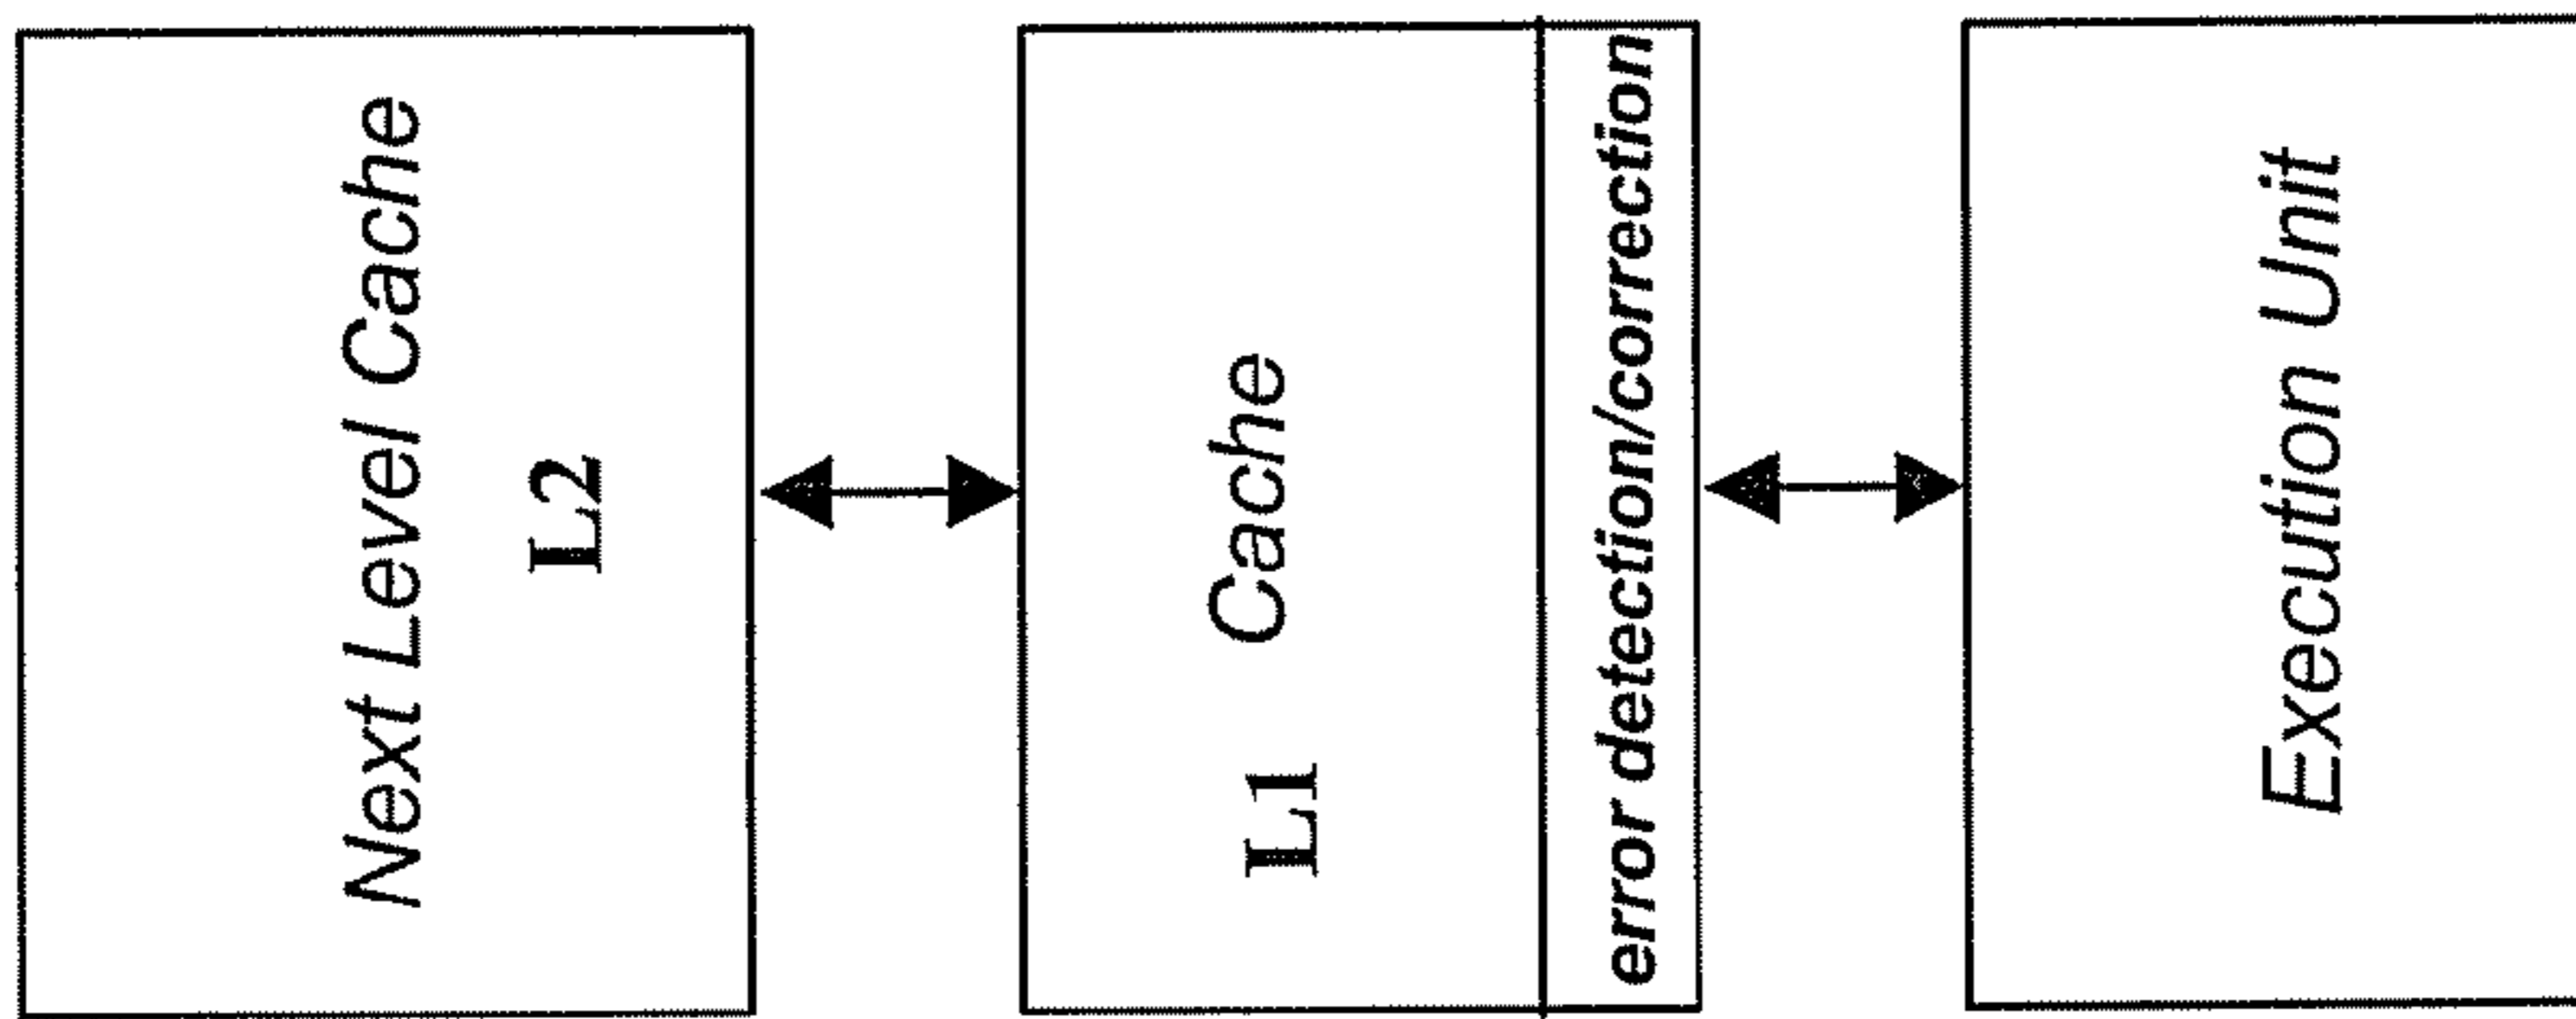 Next Level Cache
L2
L1 Cache
error detection/correction
Execution Unit